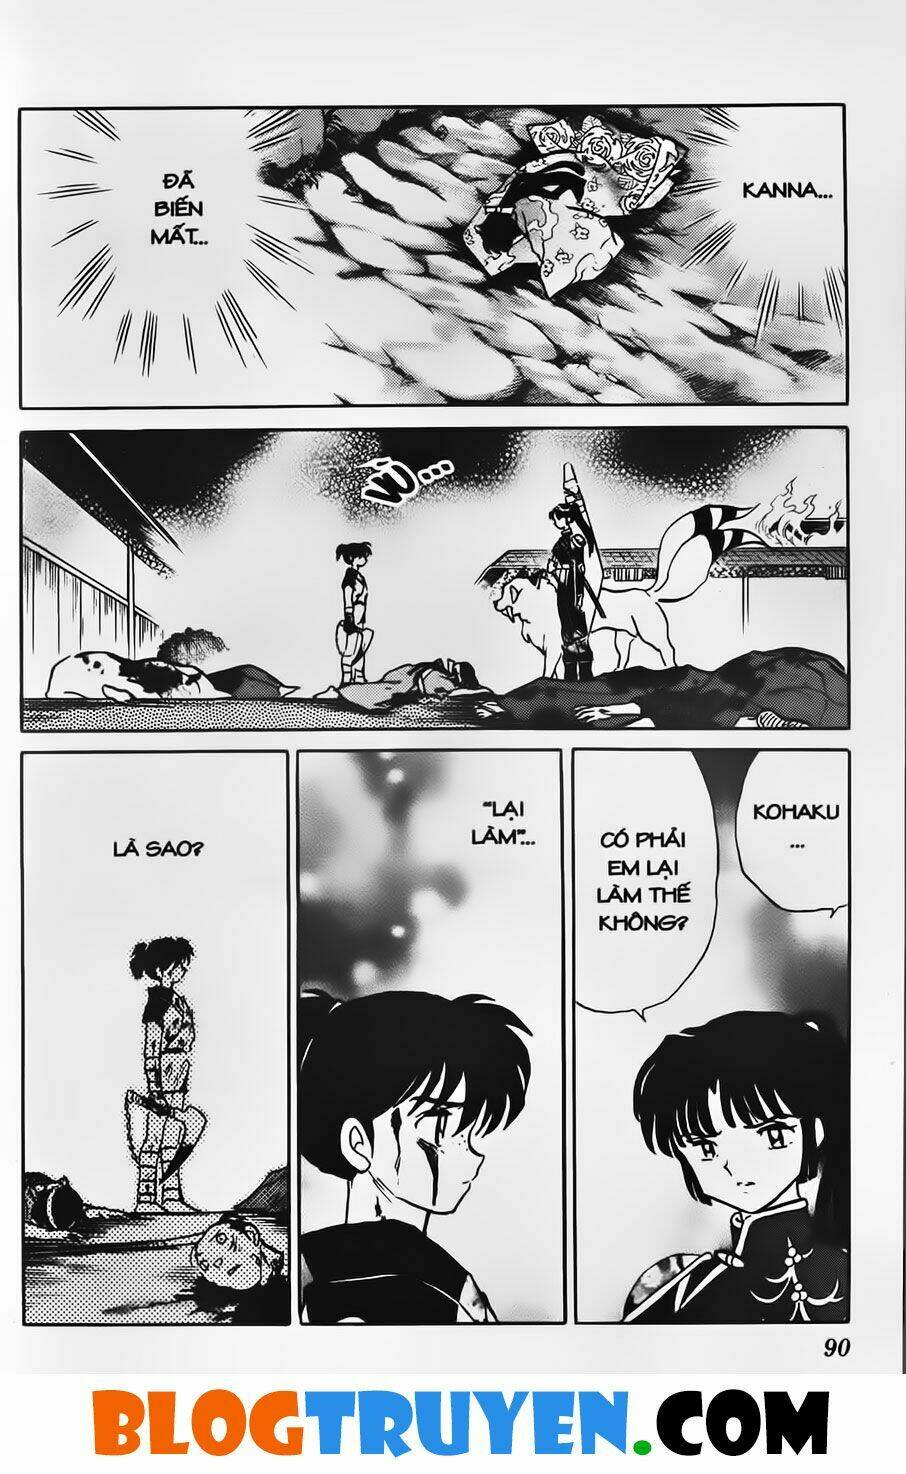 KANNA...
ĐÃ
BIẾN
MẤT...
VÙ...
KOHAKU
...
CÓ PHẢI
EM LẠI
LÀM THẾ
KHÔNG?
"LẠI
LÀM"...
LÀ SAO?
90
BLOGTRUYEN.COM